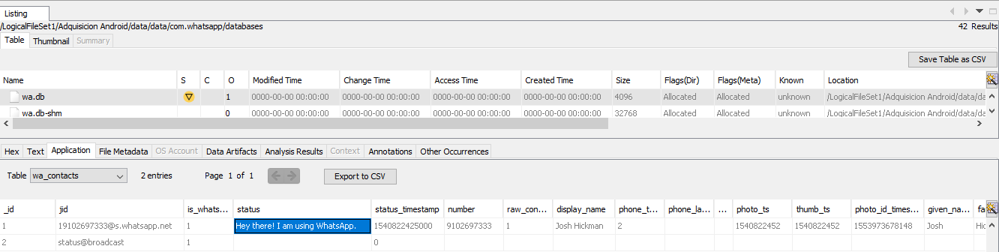 Listing
/LogicalFileSet1/Adquisicion Android/data/data/com.whatsapp/databases 42 Results
Table Thumbnail Summary
Save Table as CSV
Name S C O Modified Time Change Time Access Time Created Time Size Flags(Dir) Flags(Meta) Known Location
wa.db 1 0000-00-00 00:00:00 0000-00-00 00:00:00 0000-00-00 00:00:00 0000-00-00 00:00:00 4096 Allocated Allocated unknown /LogicalFileSet1/Adquisicion Android/data/da
wa.db-shm 0 0000-00-00 00:00:00 0000-00-00 00:00:00 0000-00-00 00:00:00 0000-00-00 00:00:00 32768 Allocated Allocated unknown /LogicalFileSet1/Adquisicion Android/data/da
Hex Text Application File Metadata OS Account Data Artifacts Analysis Results Context Annotations Other Occurrences
Table wa_contacts 2 entries Page 1 of 1 Export to CSV
_id jid is_whats... status status_timestamp number raw_con... display_name phone_t... phone_la... ... photo_ts thumb_ts photo_id_times... given_na... fa
1 19102697333@s.whatsapp.net 1 Hey there! I am using WhatsApp. 1540822425000 9102697333 1 Josh Hickman 2 1540822452 1540822452 1553973678148 Josh Hic
2 status@broadcast 1 0